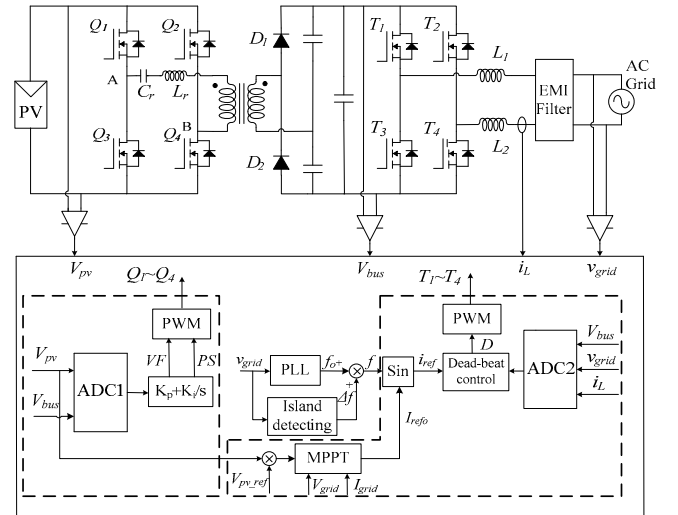 Q1
Q2
D1
T1
T2
L1
AC
Grid
PV
A
Cr
Lr
EMI
Filter
Q3
Q4
B
D2
T3
T4
L2
Vpv
Vbus
iL
vgrid
Q1~Q4
T1~T4
PWM
PWM
Vpv
VF
PS
vgrid
PLL
fo+
f
Sin
iref
D
Dead-beat
control
ADC2
Vbus
vgrid
iL
ADC1
Kp+Ki/s
Vbus
Island
detecting
+
Δf
Irefo
MPPT
Vpv_ref
Vgrid
Igrid